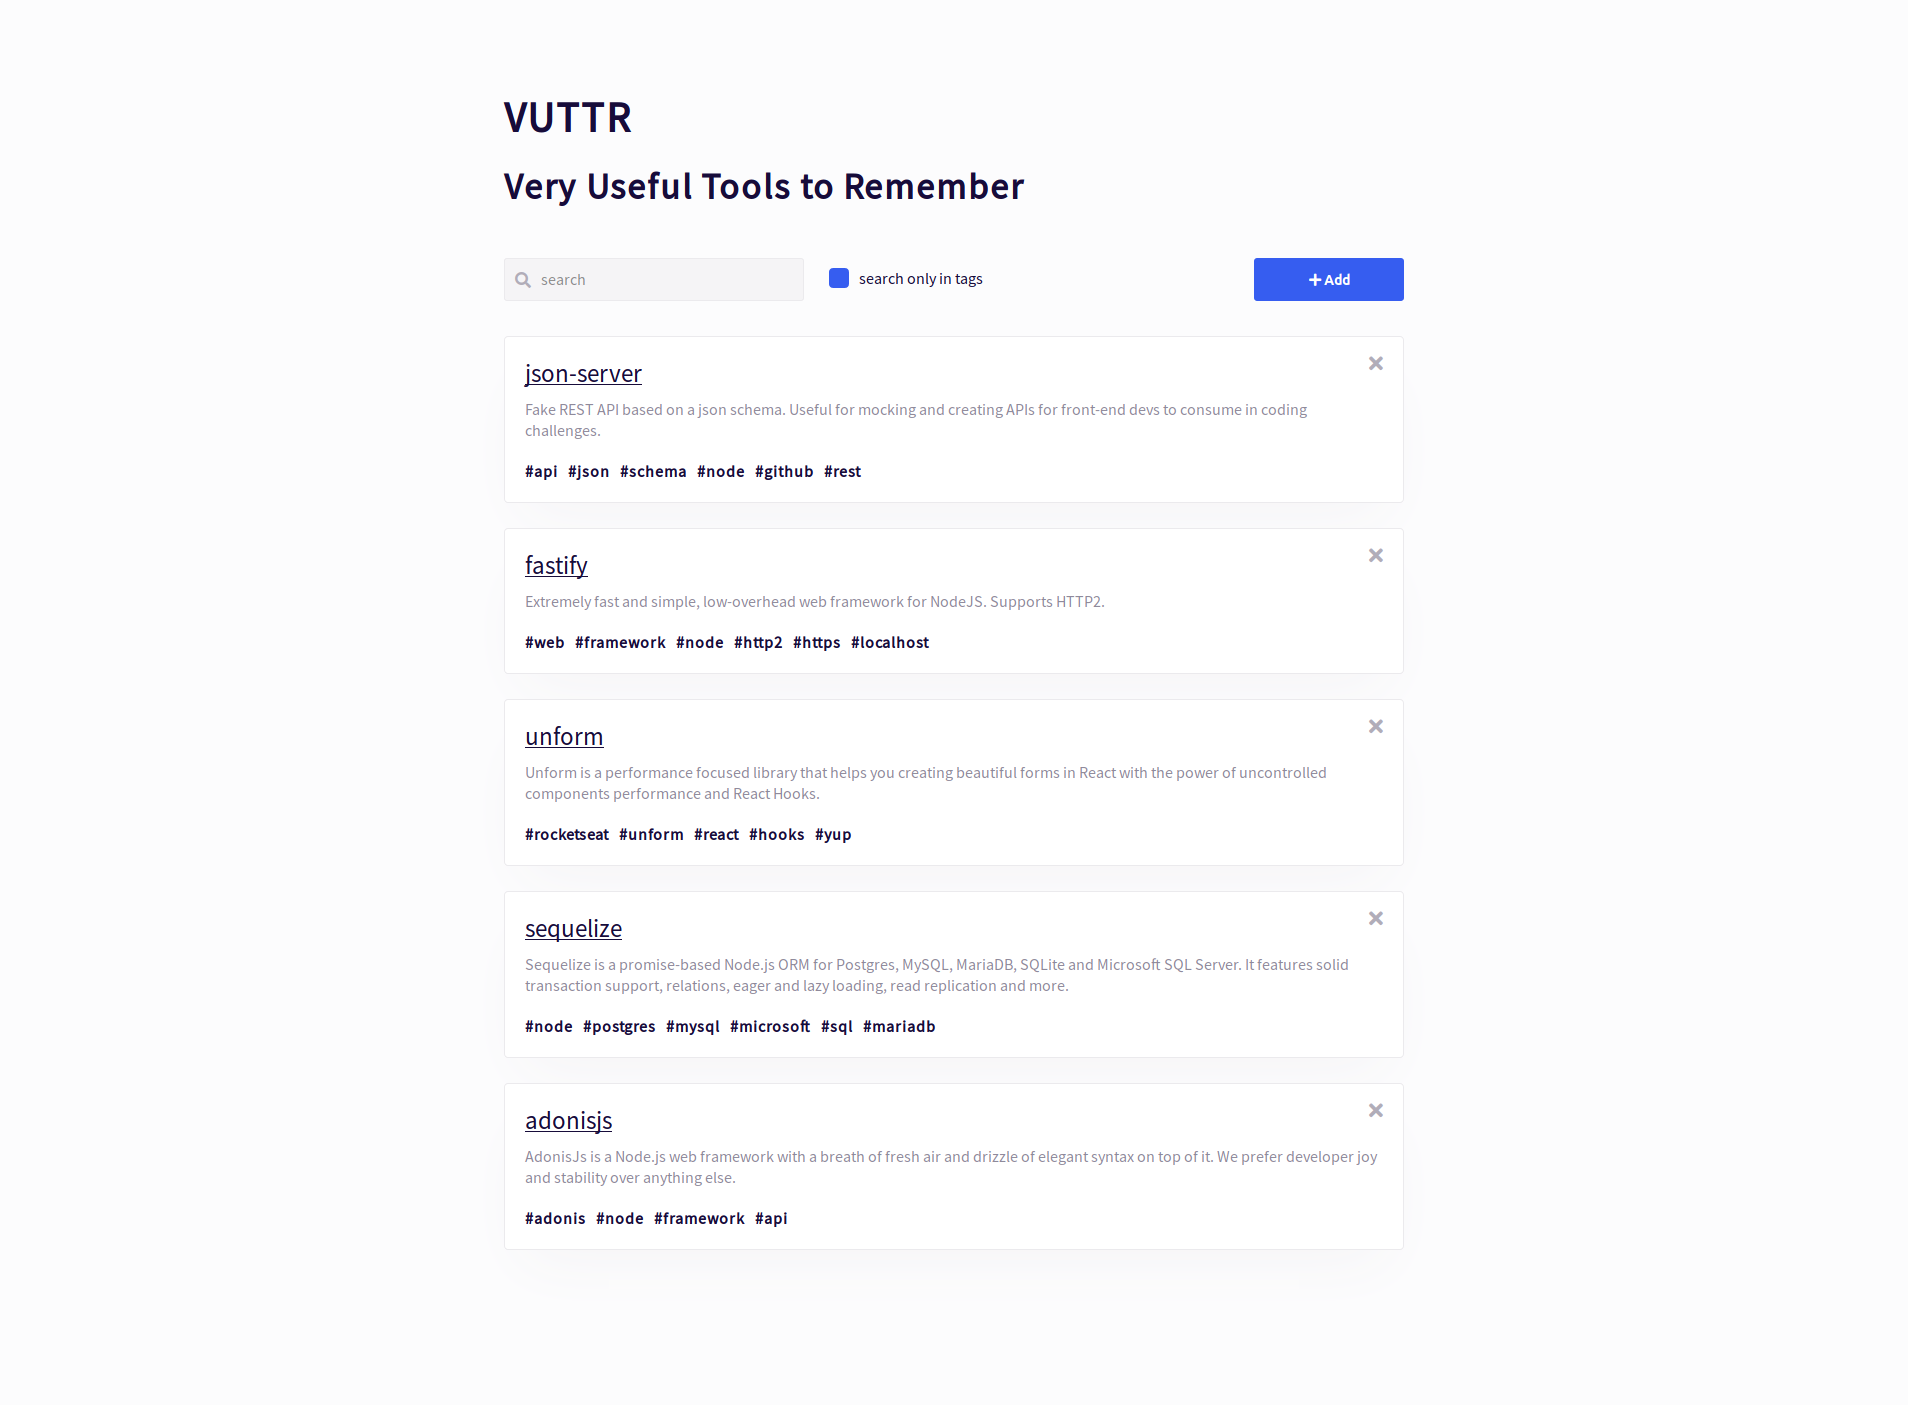 VUTTR
Very Useful Tools to Remember
search
search only in tags
Add
json-server
Fake REST API based on a json schema. Useful for mocking and creating APIs for front-end devs to consume in coding
challenges.
#api #json #schema #node #github #rest
fastify
Extremely fast and simple, low-overhead web framework for NodeJS. Supports HTTP2.
#web #framework #node #http2 #https #localhost
unform
Unform is a performance focused library that helps you creating beautiful forms in React with the power of uncontrolled
components performance and React Hooks.
#rocketseat #unform #react #hooks #yup
sequelize
Sequelize is a promise-based Node.js ORM for Postgres, MySQL, MariaDB, SQLite and Microsoft SQL Server. It features solid
transaction support, relations, eager and lazy loading, read replication and more.
#node #postgres #mysql #microsoft #sql #mariadb
adonisjs
AdonisJs is a Node.js web framework with a breath of fresh air and drizzle of elegant syntax on top of it. We prefer developer joy
and stability over anything else.
#adonis #node #framework #api